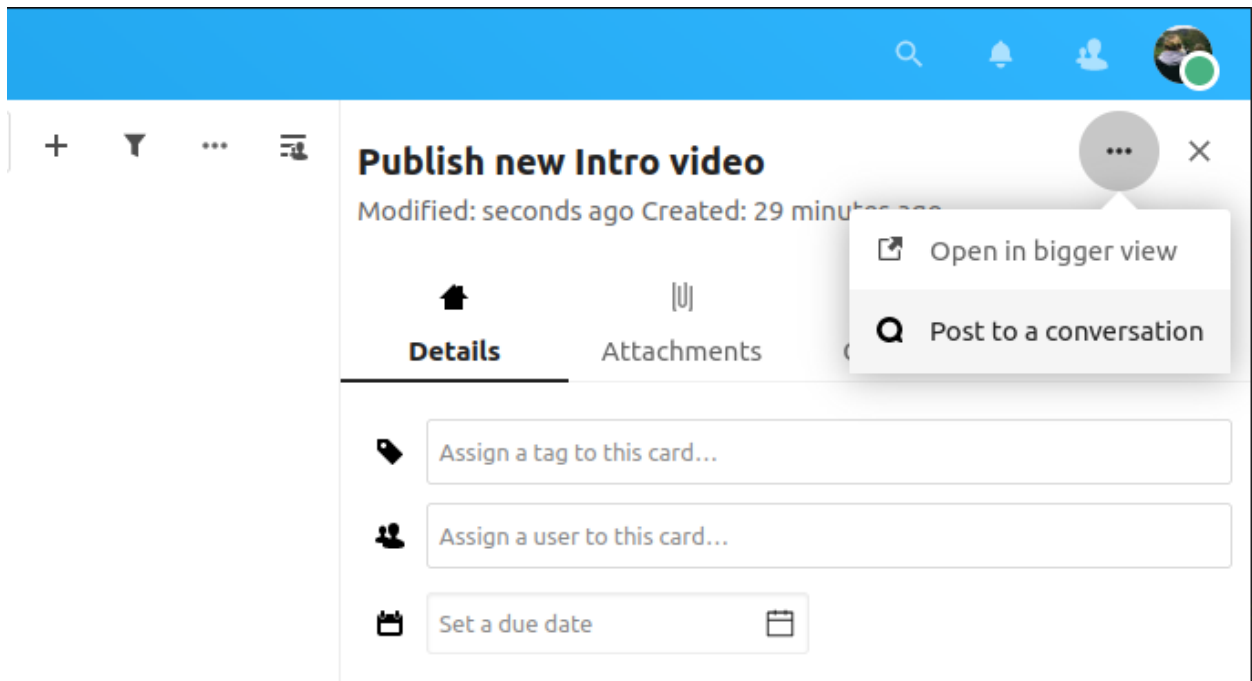 Publish new Intro video
Modified: seconds ago Created: 29 minutes ago
Open in bigger view
Post to a conversation
Details
Attachments
Assign a tag to this card...
Assign a user to this card...
Set a due date